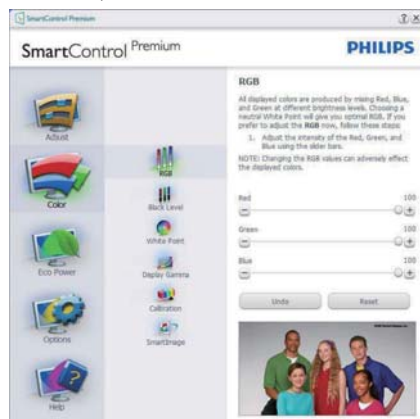 SmartControl Premium
SmartControl Premium
PHILIPS
Adjust
Color
Eco Power
Options
Help
RGB
Black Level
White Point
Display Gamma
Calibration
SmartImage
RGB
All displayed colors are produced by mixing Red, Blue,
and Green at different brightness levels. Choosing a
neutral White Point will give you optimal RGB. If you
prefer to adjust the RGB now, follow these steps:
1. Adjust the intensity of the Red, Green, and
Blue using the slider bars.
NOTE: Changing the RGB values can adversely effect
the displayed colors.
Red 100
Green 100
Blue 100
Undo Reset